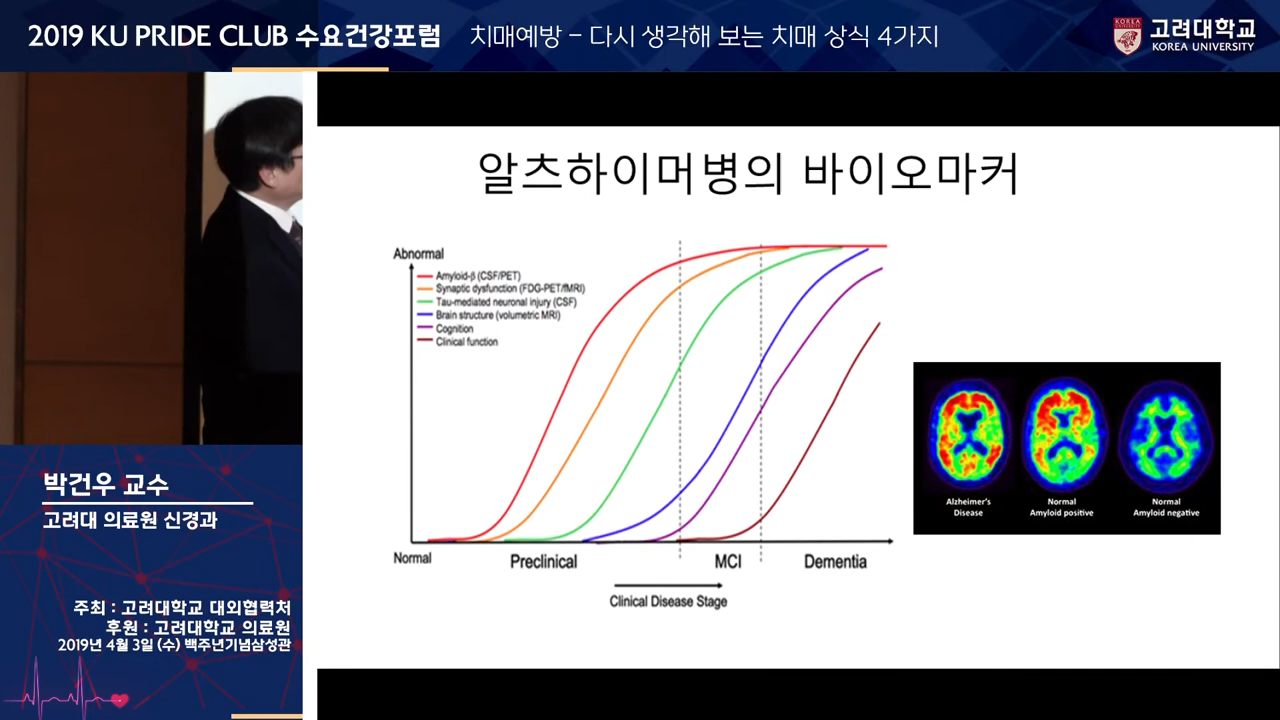 2019 KU PRIDE CLUB 수요건강포럼
치매예방 – 다시 생각해 보는 치매 상식 4가지
KOREA UNIVERSITY
고려대학교
KOREA UNIVERSITY
알츠하이머병의 바이오마커
Abnormal
Amyloid-β (CSF/PET)
Synaptic dysfunction (FDG-PET/fMRI)
Tau-mediated neuronal injury (CSF)
Brain structure (volumetric MRI)
Cognition
Clinical function
Normal
Preclinical
MCI
Dementia
Clinical Disease Stage
Alzheimer's
Disease
Normal
Amyloid positive
Normal
Amyloid negative
박건우 교수
고려대 의료원 신경과
주최 : 고려대학교 대외협력처
후원 : 고려대학교 의료원
2019년 4월 3일 (수) 백주년기념삼성관